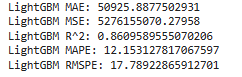 LightGBM MAE: 50925.8877502931
LightGBM MSE: 5276155070.27958
LightGBM R^2: 0.8609589555070206
LightGBM MAPE: 12.153127817067597
LightGBM RMSPE: 17.78922865912701